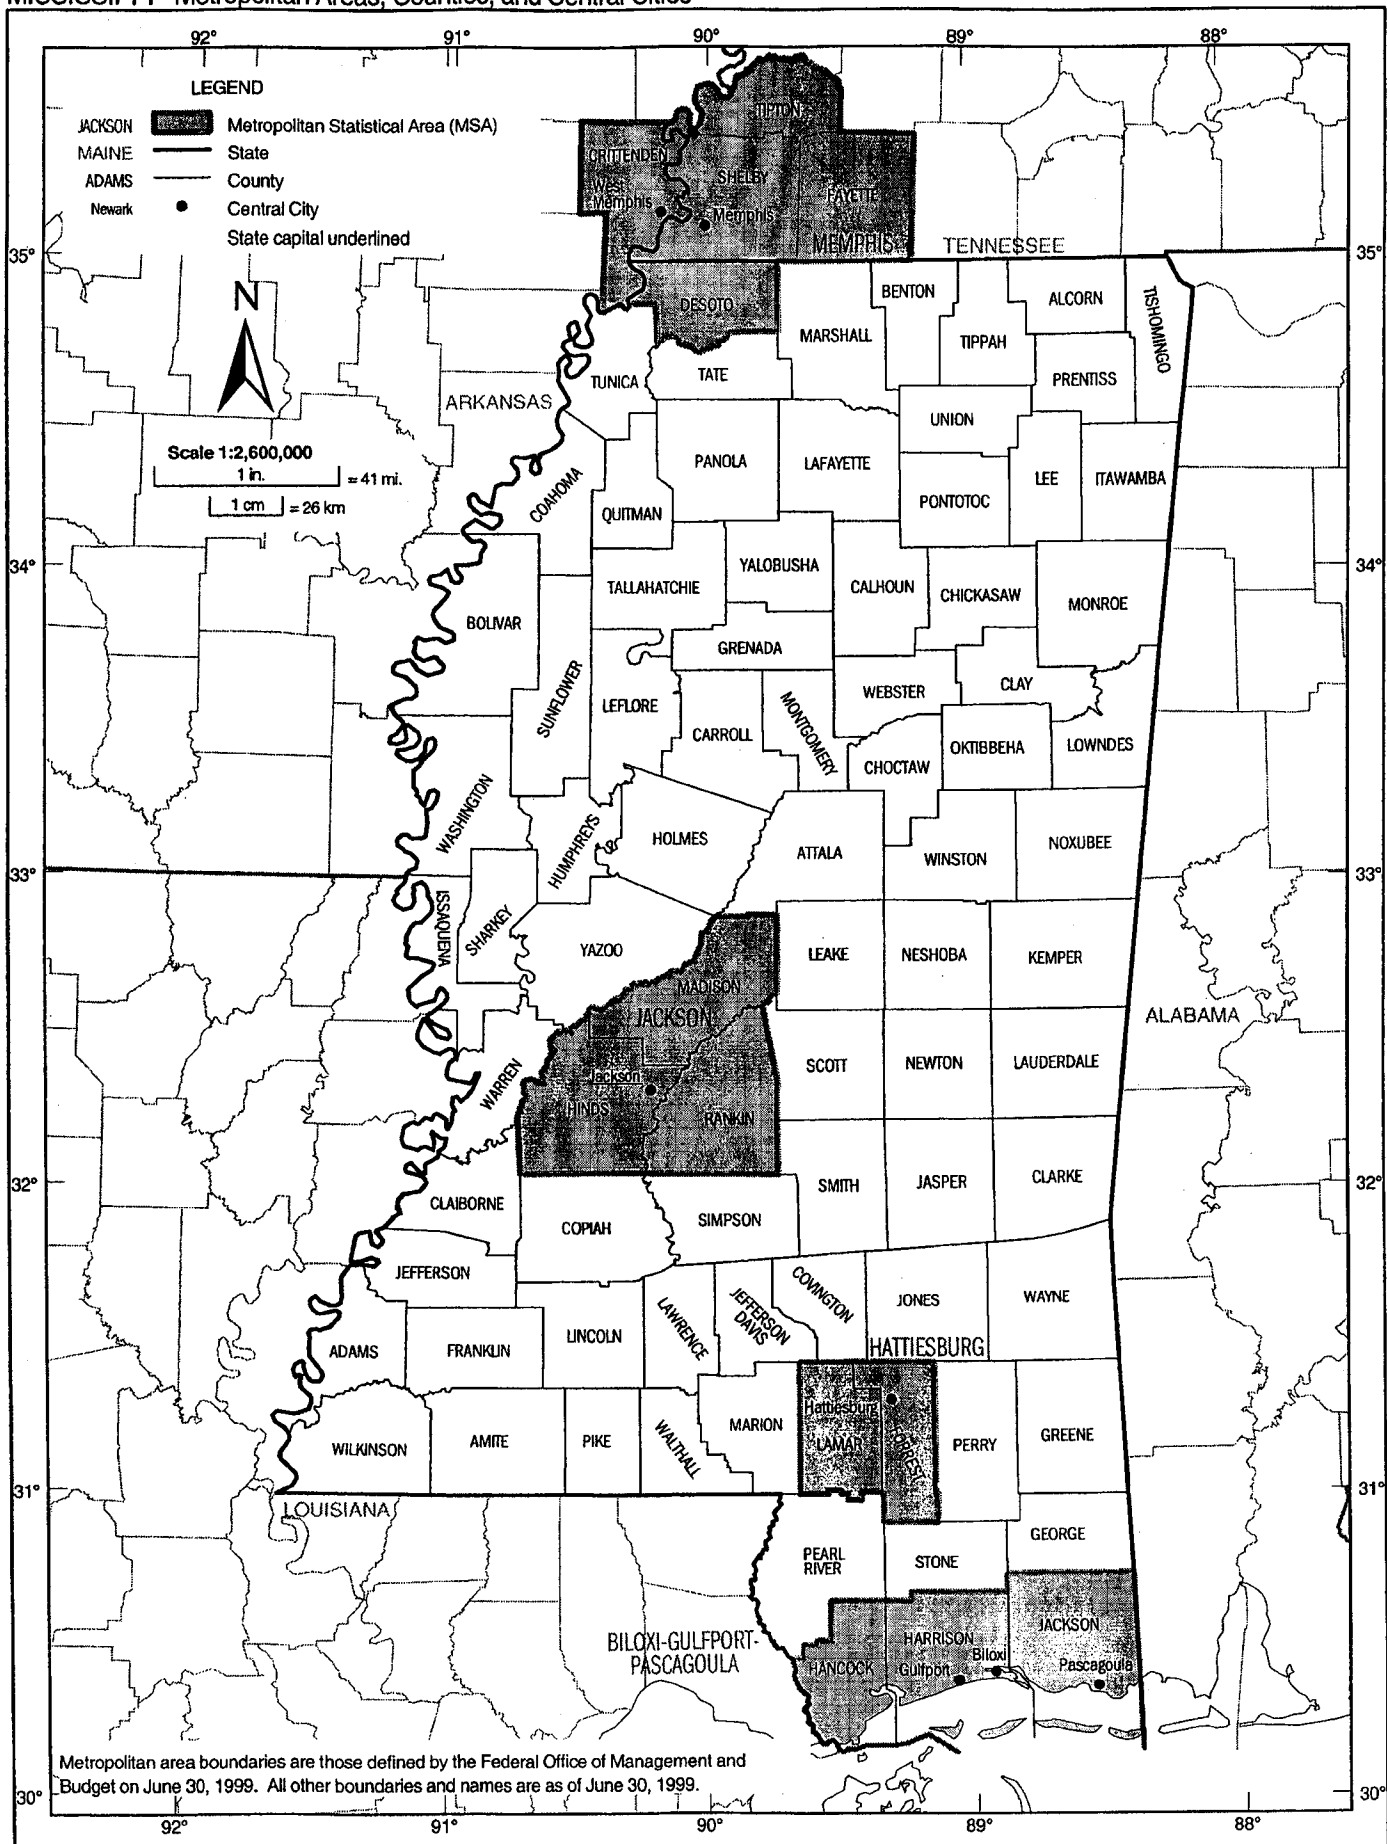 MISSISSIPPI - Metropolitan Areas, Counties, and Central Cities
92° 91° 90° 89° 88°
LEGEND
JACKSON Metropolitan Statistical Area (MSA)
MAINE State
ADAMS County
Newark Central City
State capital underlined
TIPTON
CRITTENDEN
SHELBY
West
Memphis
FAYETTE
Memphis
MEMPHIS
TENNESSEE
35° 35°
N
DESOTO
BENTON
ALCORN
TISHOMINGO
MARSHALL
TIPPAH
TUNICA
TATE
PRENTISS
ARKANSAS
UNION
Scale 1:2,600,000
1 in. = 41 mi.
1 cm = 26 km
PANOLA
LAFAYETTE
LEE
ITAWAMBA
COAHOMA
QUITMAN
PONTOTOC
34° 34°
TALLAHATCHIE
YALOBUSHA
CALHOUN
CHICKASAW
MONROE
BOLIVAR
GRENADA
SUNFLOWER
LEFLORE
WEBSTER
CLAY
CARROLL
MONTGOMERY
OKTIBBEHA
LOWNDES
CHOCTAW
WASHINGTON
HUMPHREYS
HOLMES
ATTALA
WINSTON
NOXUBEE
33° 33°
ISSAQUENA
SHARKEY
YAZOO
LEAKE
NESHOBA
KEMPER
MADISON
JACKSON
ALABAMA
WARREN
SCOTT
NEWTON
LAUDERDALE
Jackson
HINDS
RANKIN
32° 32°
CLAIBORNE
COPIAH
SIMPSON
SMITH
JASPER
CLARKE
JEFFERSON
COVINGTON
JONES
WAYNE
LAWRENCE
JEFFERSON
DAVIS
LINCOLN
ADAMS
FRANKLIN
HATTIESBURG
Hattiesburg
WILKINSON
AMITE
PIKE
WALTHALL
MARION
LAMAR
FORREST
PERRY
GREENE
31° 31°
LOUISIANA
GEORGE
PEARL
RIVER
STONE
BILOXI-GULFPORT-
PASCAGOULA
HARRISON
JACKSON
HANCOCK
Gulfport
Biloxi
Pascagoula
Metropolitan area boundaries are those defined by the Federal Office of Management and
Budget on June 30, 1999. All other boundaries and names are as of June 30, 1999.
30° 30°
92° 91° 90° 89° 88°